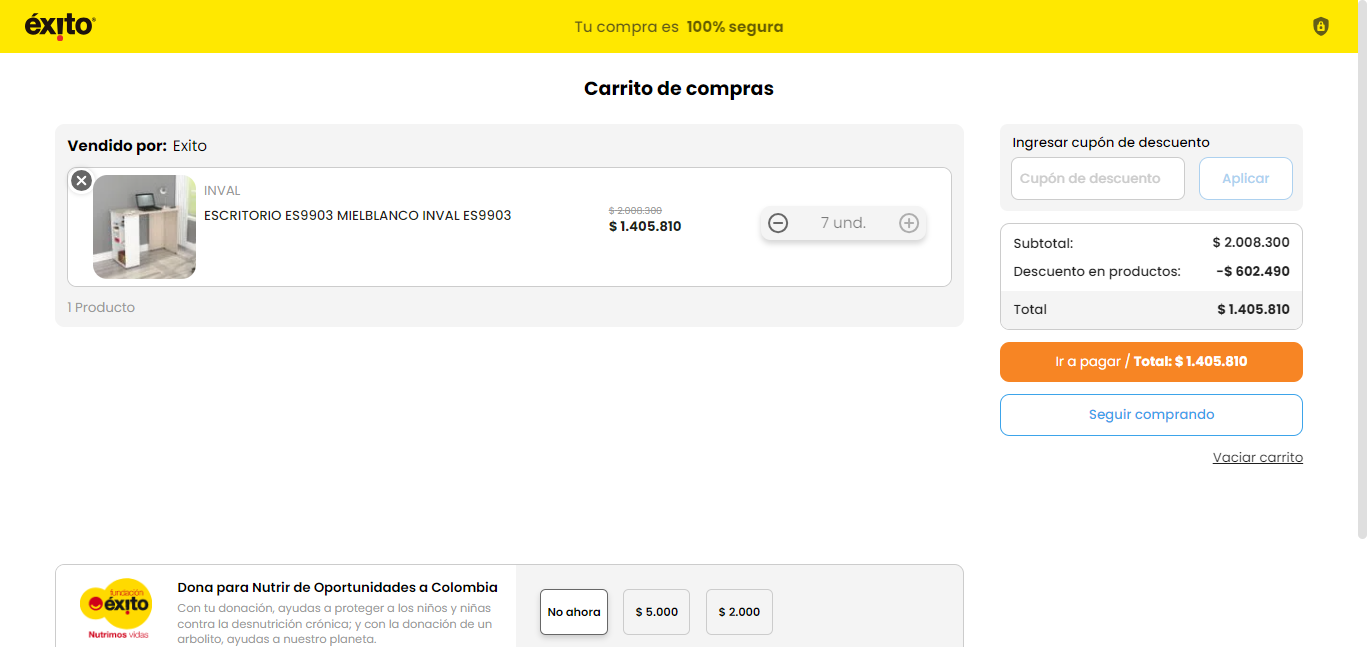 éxito
Tu compra es 100% segura
Carrito de compras
Vendido por: Exito
INVAL
ESCRITORIO ES9903 MIELBLANCO INVAL ES9903
$ 2.008.300
$ 1.405.810
7 und.
1 Producto
Ingresar cupón de descuento
Cupón de descuento
Aplicar
Subtotal: $ 2.008.300
Descuento en productos: -$ 602.490
Total $ 1.405.810
Ir a pagar / Total: $ 1.405.810
Seguir comprando
Vaciar carrito
fundación
éxito
Nutrimos vidas
Dona para Nutrir de Oportunidades a Colombia
Con tu donación, ayudas a proteger a los niños y niñas
contra la desnutrición crónica; y con la donación de un
arbolito, ayudas a nuestro planeta.
No ahora
$ 5.000
$ 2.000